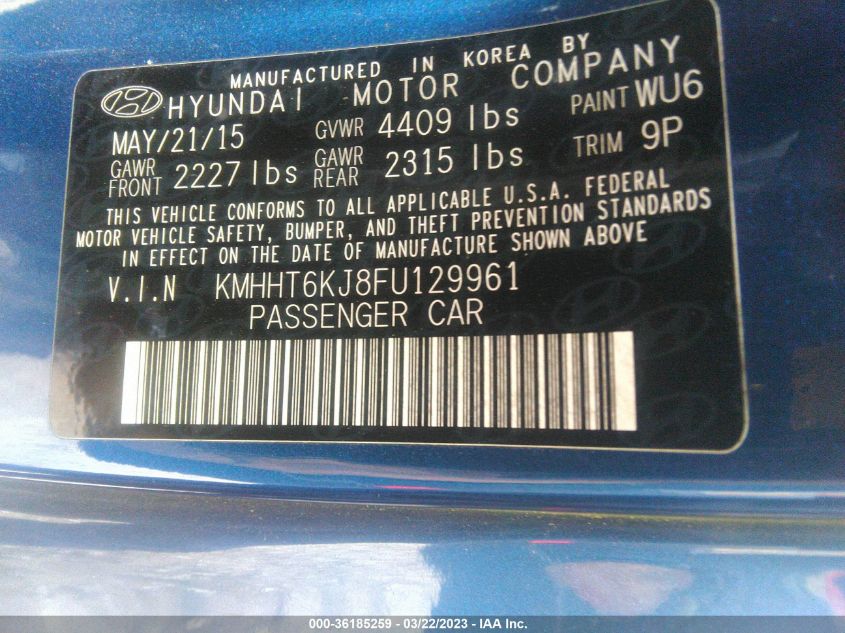 MANUFACTURED IN KOREA BY
HYUNDAI MOTOR COMPANY
MAY/21/15 GVWR 4409 lbs PAINT WU6
GAWR FRONT 2227 lbs GAWR REAR 2315 lbs TRIM 9P
THIS VEHICLE CONFORMS TO ALL APPLICABLE U.S.A. FEDERAL
MOTOR VEHICLE SAFETY, BUMPER, AND THEFT PREVENTION STANDARDS
IN EFFECT ON THE DATE OF MANUFACTURE SHOWN ABOVE
V.I.N KMHHT6KJ8FU129961
PASSENGER CAR
000-36185259 - 03/22/2023 - IAA Inc.